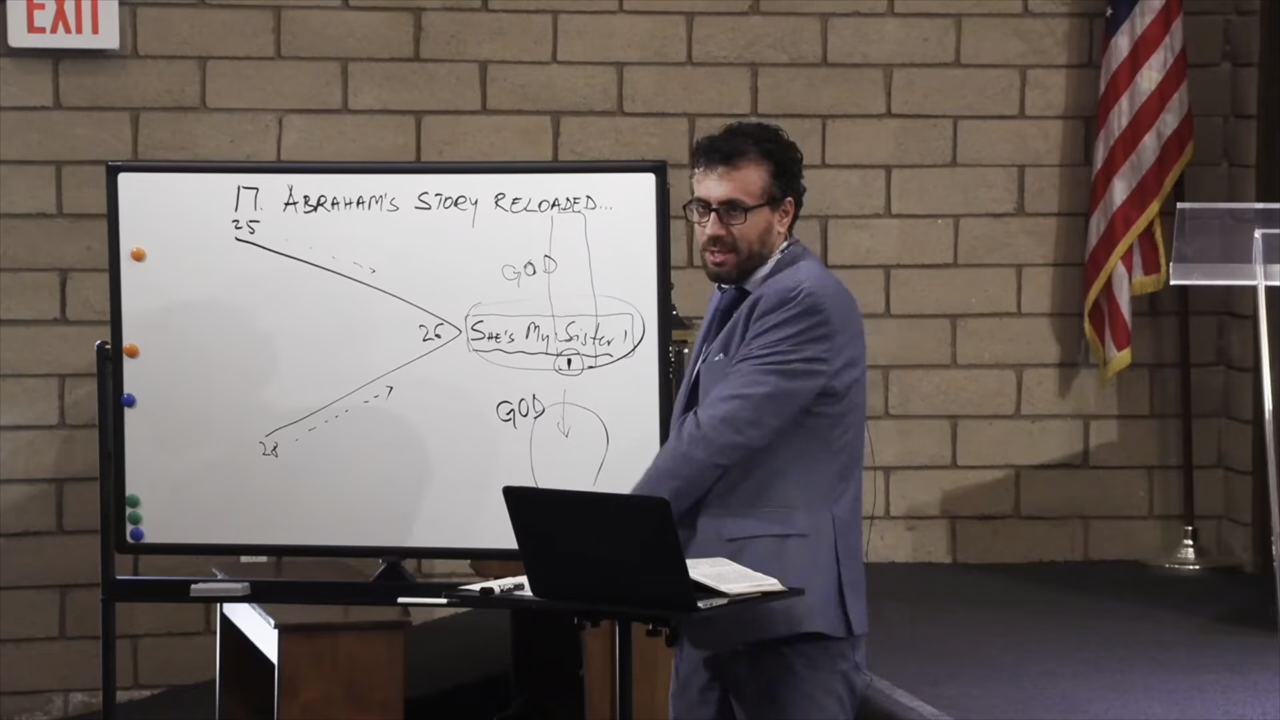 EXIT
17. ABRAHAM'S STORY RELOADED...
25
GOD
26 SHE'S MY SISTER!
GOD
28